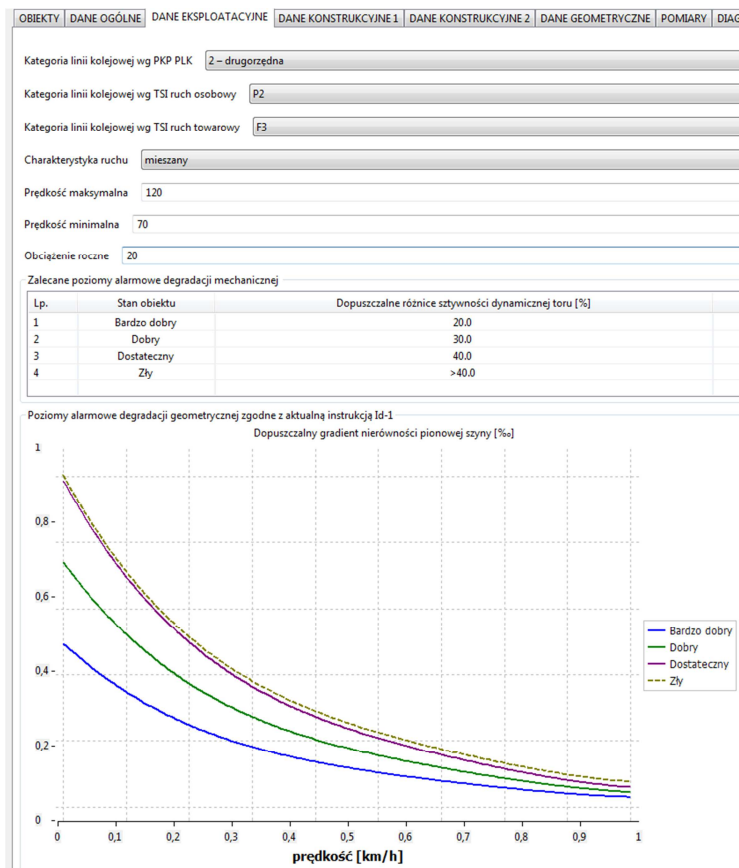 OBIEKTY DANE OGÓLNE DANE EKSPLOATACYJNE DANE KONSTRUKCYJNE 1 DANE KONSTRUKCYJNE 2 DANE GEOMETRYCZNE POMIARY DIAG
Kategoria linii kolejowej wg PKP PLK 2 – drugorzędna
Kategoria linii kolejowej wg TSI ruch osobowy P2
Kategoria linii kolejowej wg TSI ruch towarowy F3
Charakterystyka ruchu mieszany
Prędkość maksymalna 120
Prędkość minimalna 70
Obciążenie roczne 20
Zalecane poziomy alarmowe degradacji mechanicznej
Lp. Stan obiektu Dopuszczalne różnice sztywności dynamicznej toru [%]
1 Bardzo dobry 20.0
2 Dobry 30.0
3 Dostateczny 40.0
4 Zły >40.0
Poziomy alarmowe degradacji geometrycznej zgodne z aktualną instrukcją Id-1
Dopuszczalny gradient nierówności pionowej szyny [‰]
1
0,8
0,6
0,4
0,2
0
Bardzo dobry
Dobry
Dostateczny
Zły
0 0,1 0,2 0,3 0,4 0,5 0,6 0,7 0,8 0,9 1
prędkość [km/h]